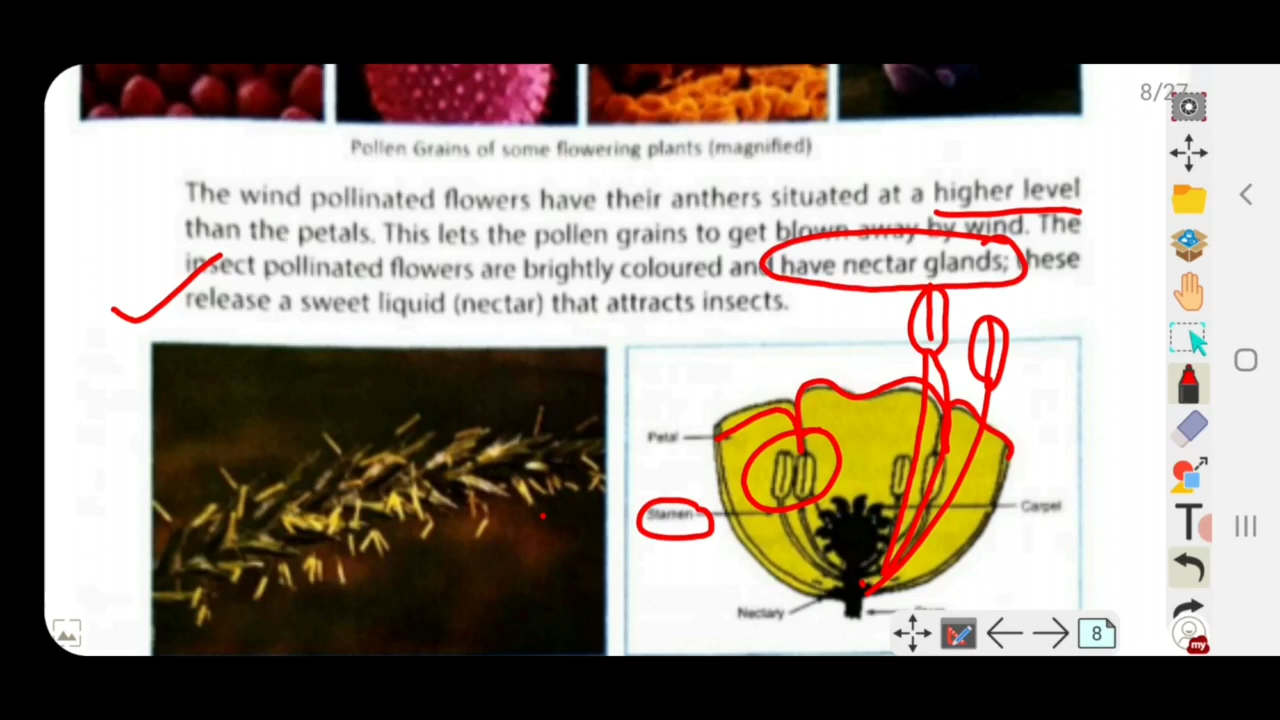 8/27
Pollen Grains of some flowering plants (magnified)
The wind pollinated flowers have their anthers situated at a higher level
than the petals. This lets the pollen grains to get blown away by wind. The
insect pollinated flowers are brightly coloured and have nectar glands; these
release a sweet liquid (nectar) that attracts insects.
Petal
Stamen
Carpel
Nectary
8
T
my